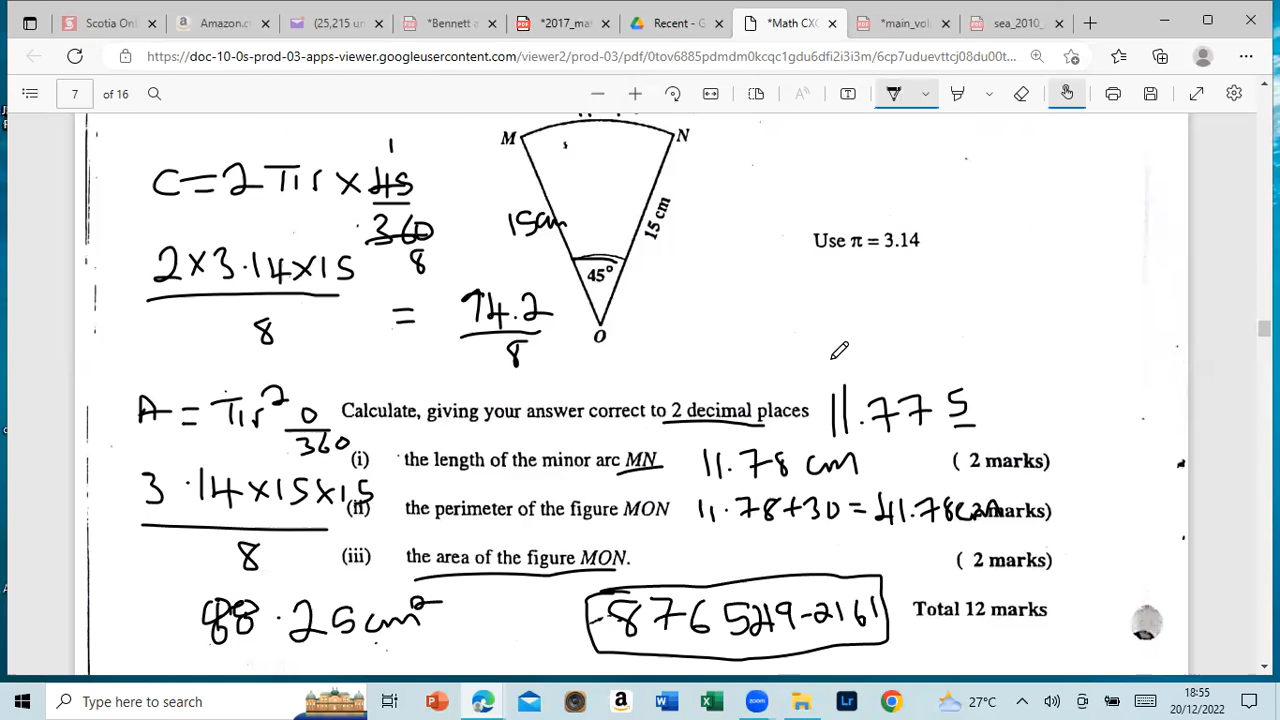 Scotia Onl
Amazon.c
(25,215 u
*Bennett a
*2017_ma
Recent - G
*Math CXC
*main_vol
sea_2010_
https://doc-10-0s-prod-03-apps-viewer.googleusercontent.com/viewer2/prod-03/pdf/0tov6885pdmdm0kcqc1gdu6dfi2i3i3m/6cp7uduevttcj08du00t...
7 of 16
M N
C = 2πr × 45
1
360
8
15cm
15 cm
Use π = 3.14
45°
O
2×3.14×15
8
= 94.2
8
A = πr² θ
360
Calculate, giving your answer correct to 2 decimal places 11.775
(i) the length of the minor arc MN 11.78 cm ( 2 marks)
3.14×15×15
8
(ii) the perimeter of the figure MON 11.78+30 = 41.78cm ( 2 marks)
(iii) the area of the figure MON. ( 2 marks)
88.25cm²
876 549-2161
Total 12 marks
Type here to search
27°C
18:55
20/12/2022